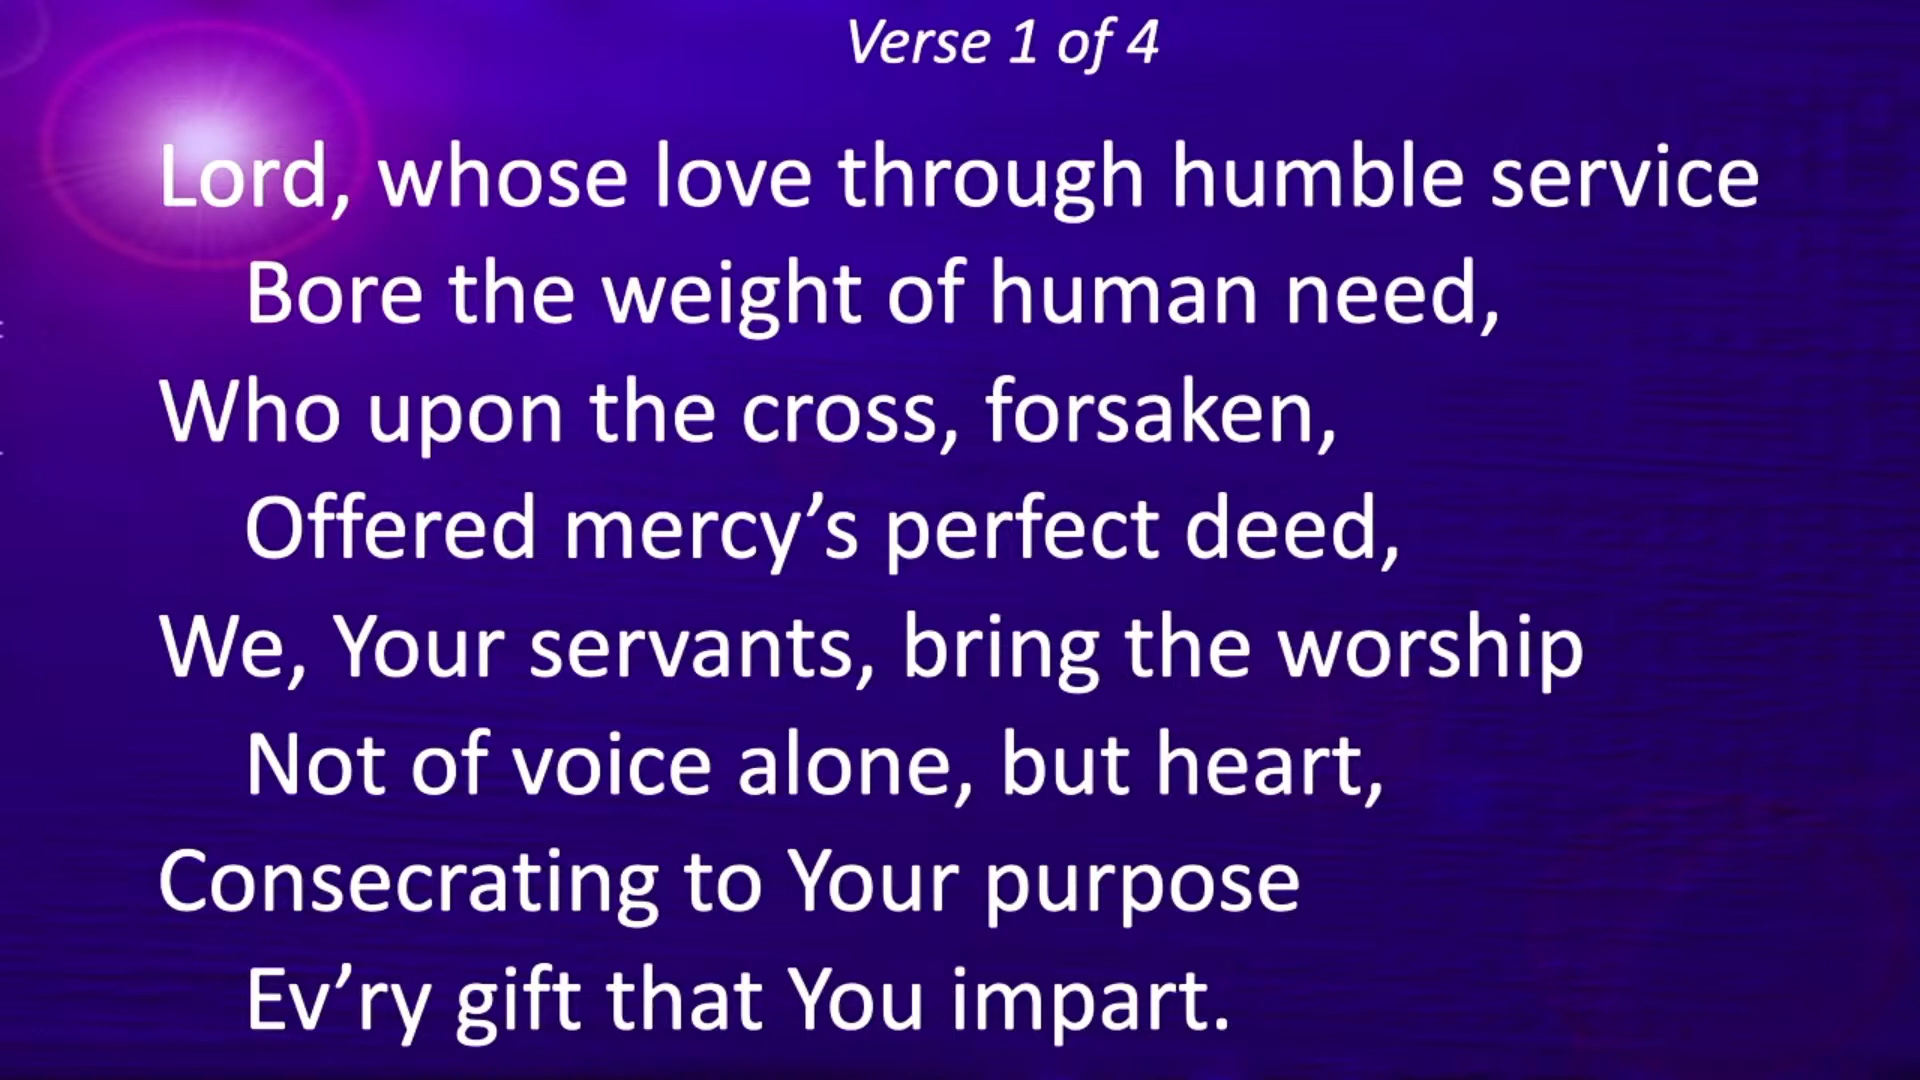 Verse 1 of 4
Lord, whose love through humble service
Bore the weight of human need,
Who upon the cross, forsaken,
Offered mercy’s perfect deed,
We, Your servants, bring the worship
Not of voice alone, but heart,
Consecrating to Your purpose
Ev’ry gift that You impart.